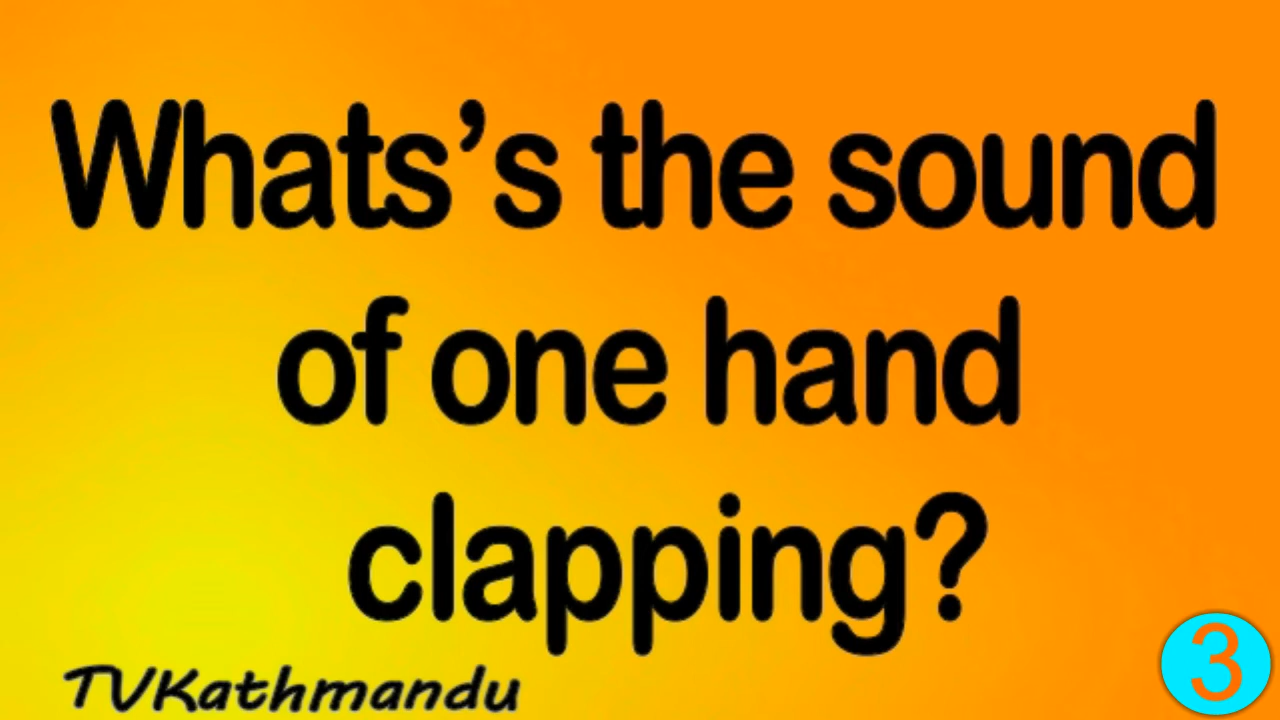 Whats’s the sound
of one hand
clapping?
TVKathmandu
3